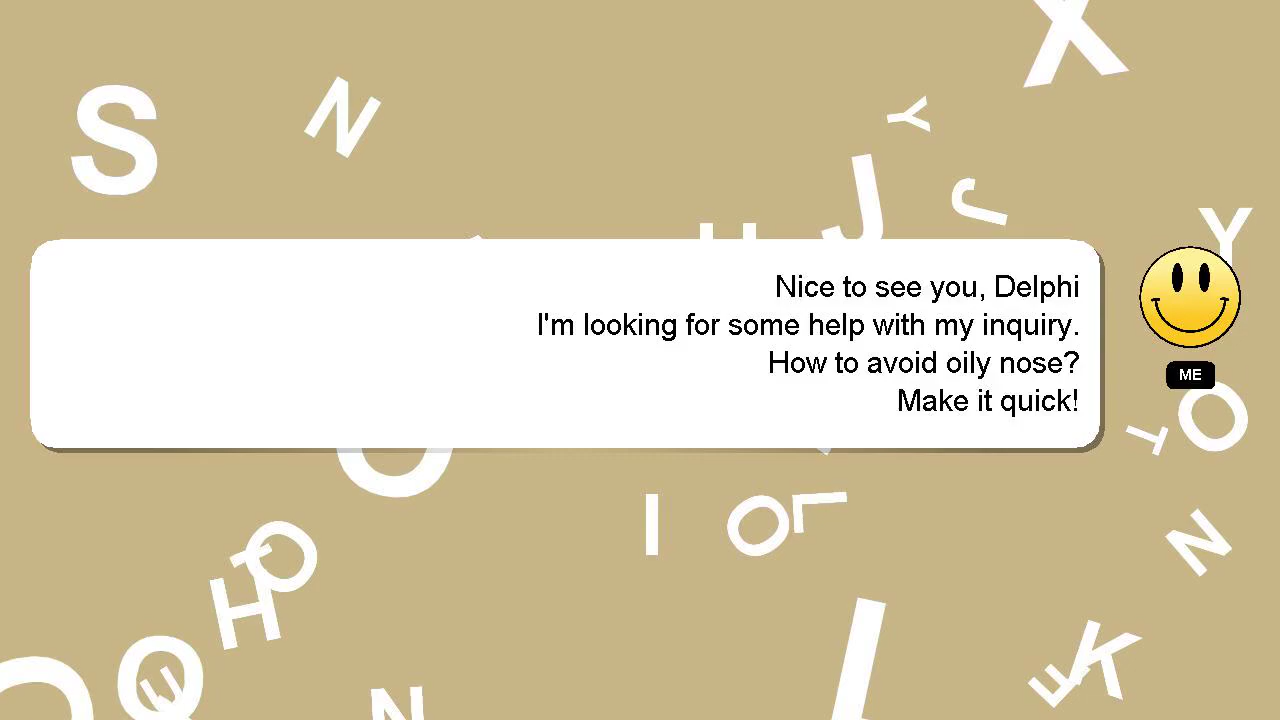 Nice to see you, Delphi
I'm looking for some help with my inquiry.
How to avoid oily nose?
Make it quick!
ME
S
N
X
Y
J
J
Y
O
T
I
O
L
N
O
H
T
O
K
E
N